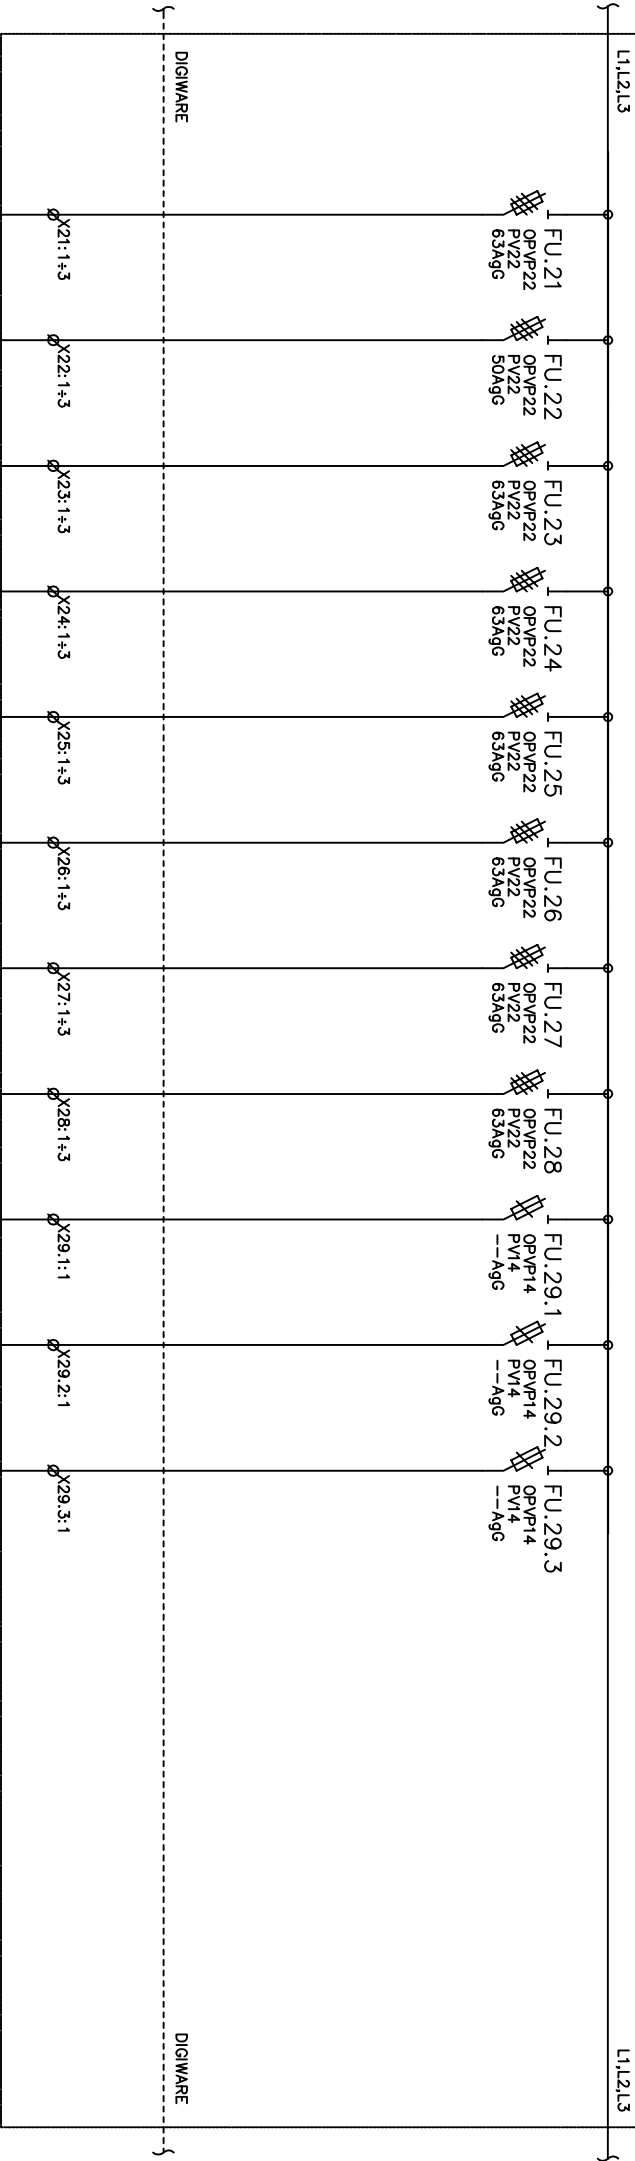 L1,L2,L3
DIGIWARE
FU.21
OPVP22
PV22
63AgG
X21:1÷3
FU.22
OPVP22
PV22
50AgG
X22:1÷3
FU.23
OPVP22
PV22
63AgG
X23:1÷3
FU.24
OPVP22
PV22
63AgG
X24:1÷3
FU.25
OPVP22
PV22
63AgG
X25:1÷3
FU.26
OPVP22
PV22
63AgG
X26:1÷3
FU.27
OPVP22
PV22
63AgG
X27:1÷3
FU.28
OPVP22
PV22
63AgG
X28:1÷3
FU.29.1
OPVP14
PV14
--AgG
X29.1:1
FU.29.2
OPVP14
PV14
--AgG
X29.2:1
FU.29.3
OPVP14
PV14
--AgG
X29.3:1
L1,L2,L3
DIGIWARE